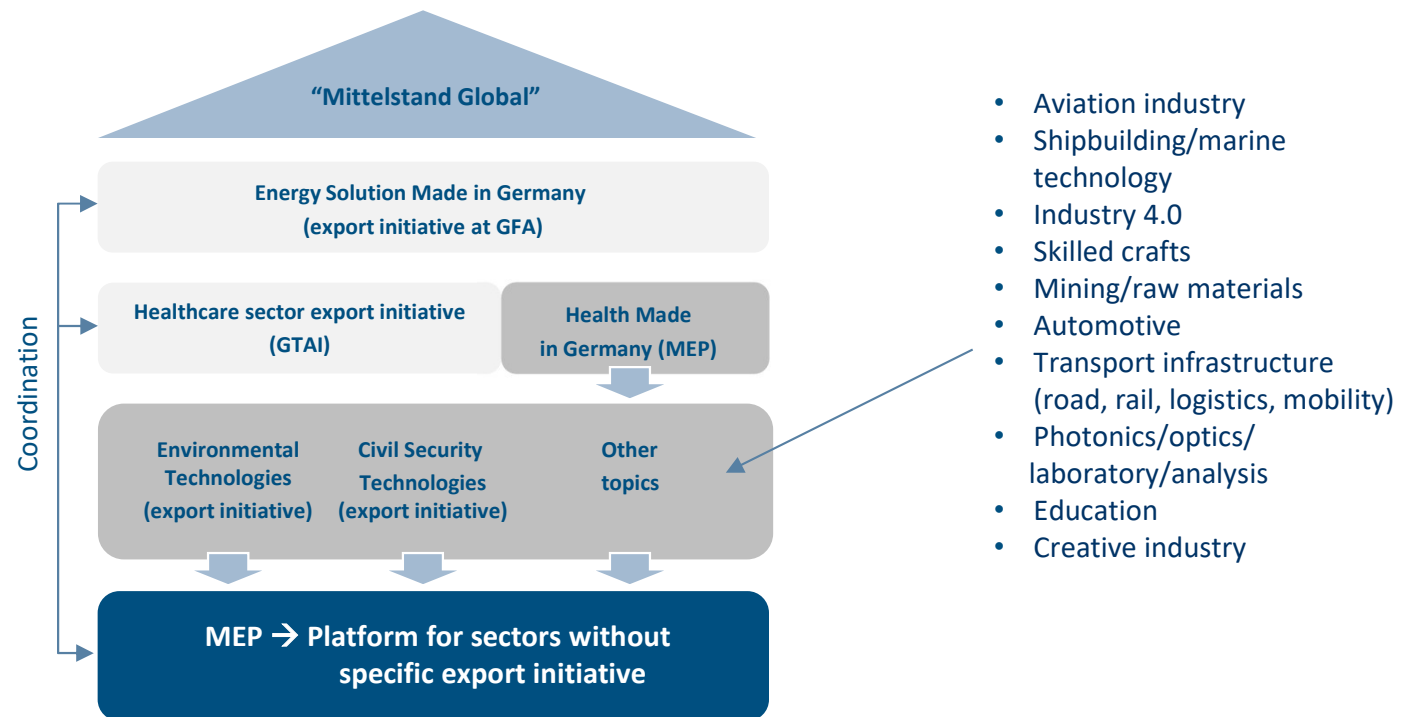 “Mittelstand Global”
Energy Solution Made in Germany
(export initiative at GFA)
Healthcare sector export initiative
(GTAI)
Health Made
in Germany (MEP)
Coordination
Environmental
Technologies
(export initiative)
Civil Security
Technologies
(export initiative)
Other
topics
MEP → Platform for sectors without
specific export initiative
• Aviation industry
• Shipbuilding/marine
technology
• Industry 4.0
• Skilled crafts
• Mining/raw materials
• Automotive
• Transport infrastructure
(road, rail, logistics, mobility)
• Photonics/optics/
laboratory/analysis
• Education
• Creative industry